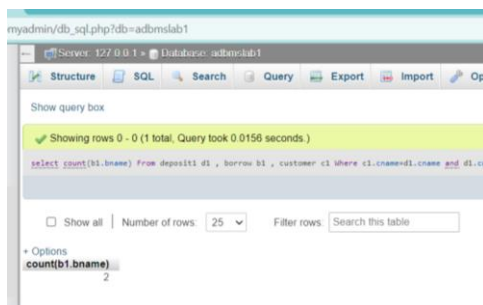 myadmin/db_sql.php?db=adbmslab1
Server: 127.0.0.1 » Database: adbmslab1
Structure SQL Search Query Export Import Op
Show query box
Showing rows 0 - 0 (1 total, Query took 0.0156 seconds.)
select count(b1.bname) from deposit1 d1 , borrow b1 , customer c1 Where c1.cname=d1.cname and d1.c
Show all | Number of rows: 25 Filter rows: Search this table
+ Options
count(b1.bname)
2